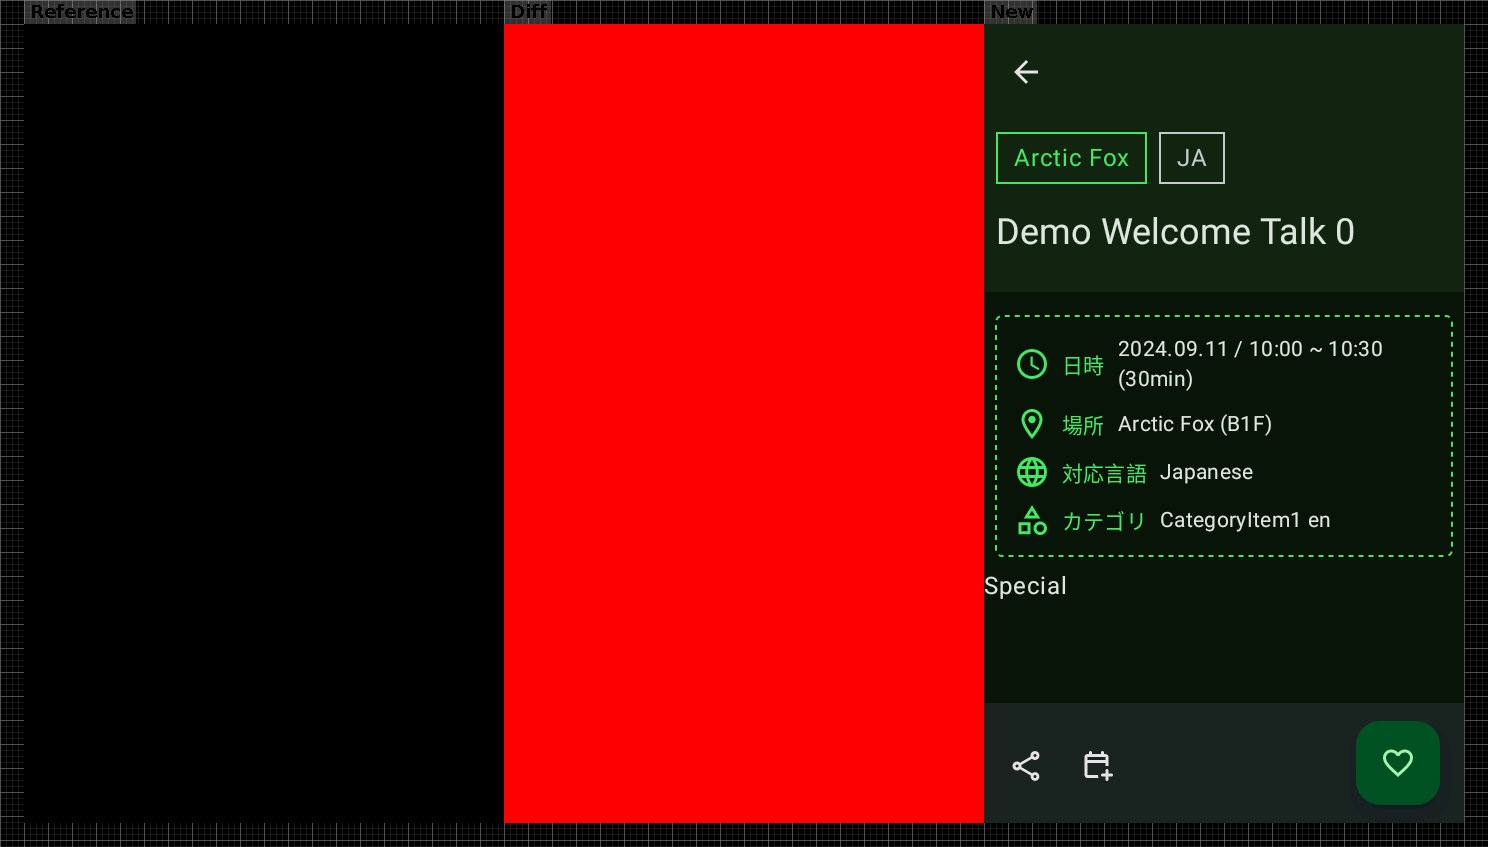 Reference
Diff
New
Arctic Fox
JA
Demo Welcome Talk 0
日時
2024.09.11 / 10:00 ~ 10:30
(30min)
場所 Arctic Fox (B1F)
対応言語 Japanese
カテゴリ CategoryItem1 en
Special